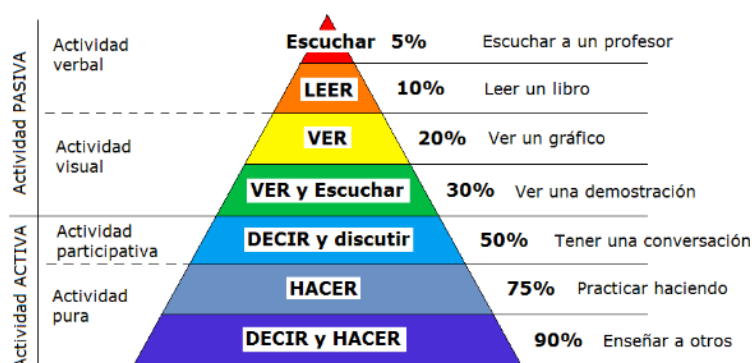 Actividad PASIVA
Actividad
verbal
Escuchar 5% Escuchar a un profesor
LEER 10% Leer un libro
Actividad
visual
VER 20% Ver un gráfico
VER y Escuchar 30% Ver una demostración
Actividad ACTIVA
Actividad
participativa
DECIR y discutir 50% Tener una conversación
Actividad
pura
HACER 75% Practicar haciendo
DECIR y HACER 90% Enseñar a otros